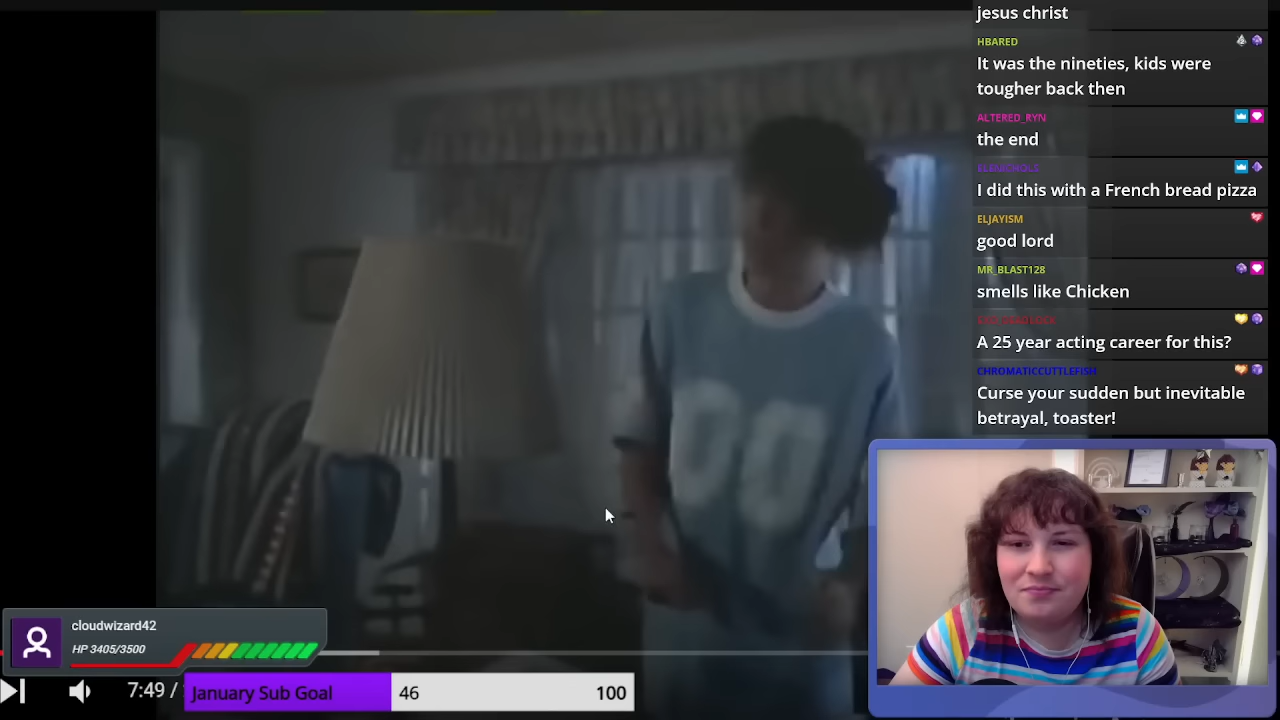 jesus christ
HBARED
It was the nineties, kids were
tougher back then
ALTERED_RYN
the end
I did this with a French bread pizza
ELJAYISM
good lord
MR_BLAST128
smells like Chicken
A 25 year acting career for this?
CHROMATICCUTTLEFISH
Curse your sudden but inevitable
betrayal, toaster!
00
cloudwizard42
HP 3405/3500
7:49 /
January Sub Goal 46 100